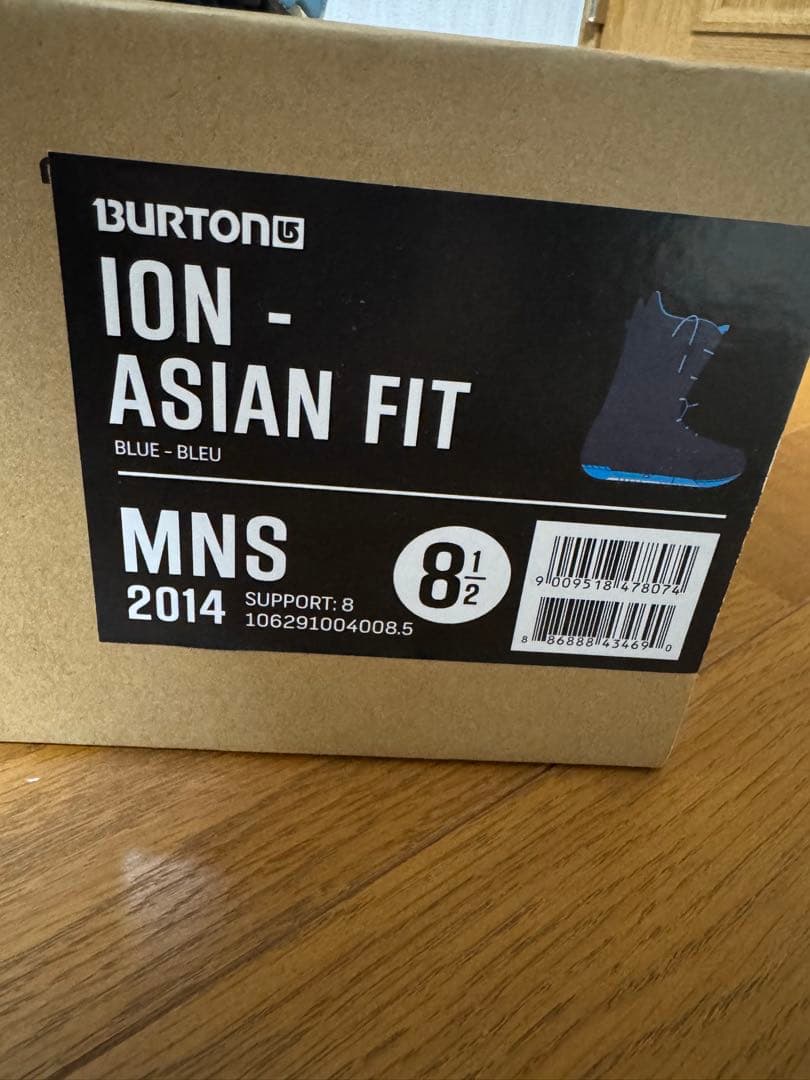 BURTON
ION -
ASIAN FIT
BLUE - BLEU
MNS
2014
SUPPORT: 8
106291004008.5
8 1/2
9 009518 478074
8 86888 43469 0